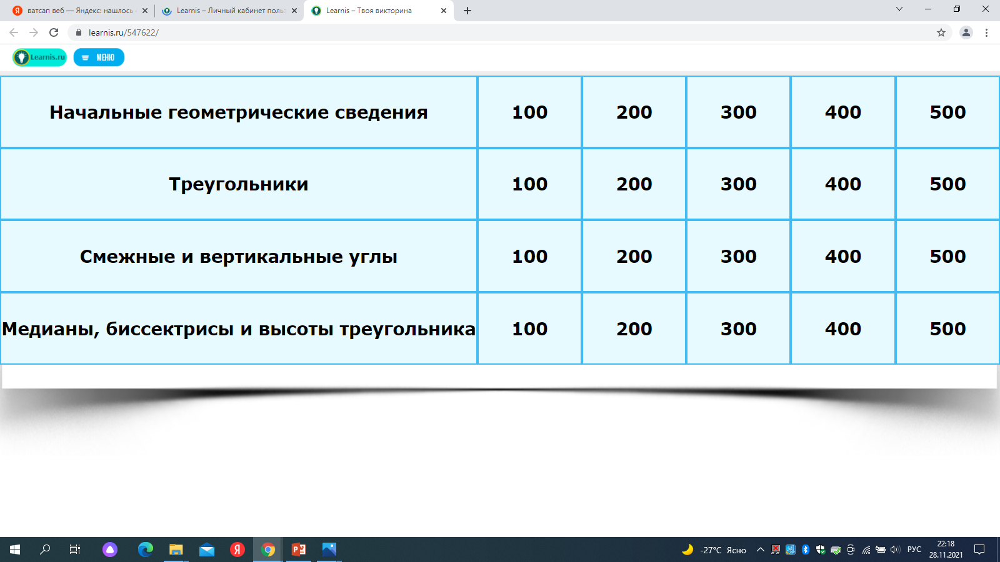 ватсап веб — Яндекс: нашлось
Learnis – Личный кабинет поль
Learnis – Твоя викторина
learnis.ru/547622/
Learnis.ru
МЕНЮ
Начальные геометрические сведения 100 200 300 400 500
Треугольники 100 200 300 400 500
Смежные и вертикальные углы 100 200 300 400 500
Медианы, биссектрисы и высоты треугольника 100 200 300 400 500
-27°C Ясно
РУС
22:18
28.11.2021